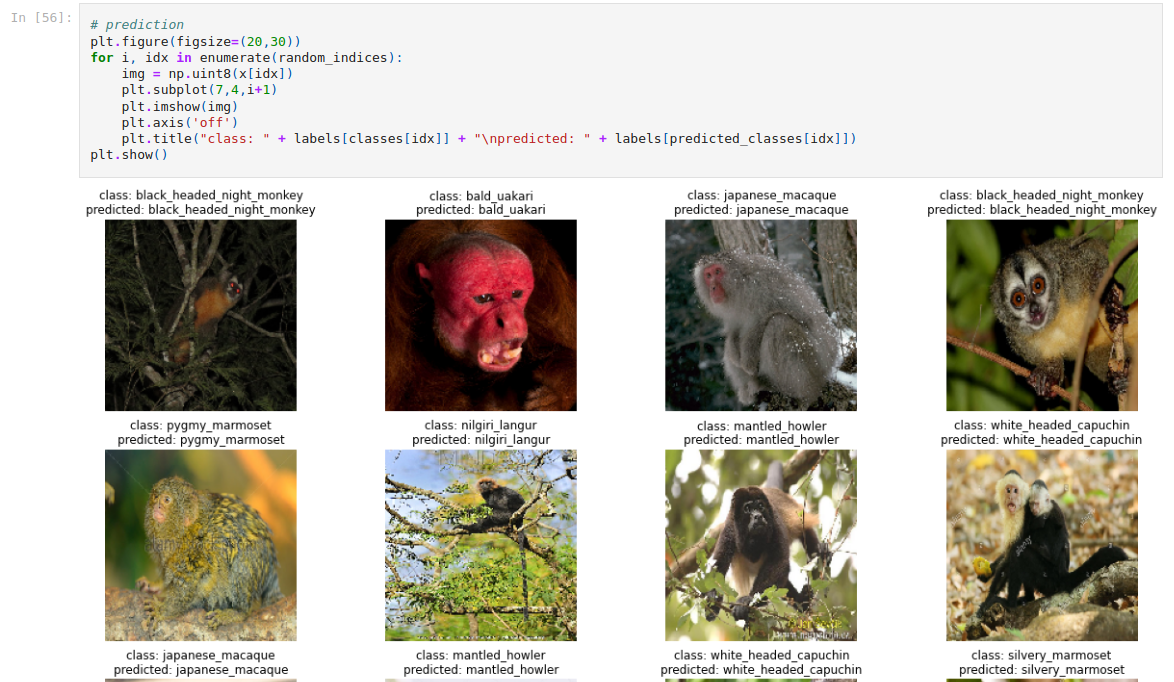 In [56]:
# prediction
plt.figure(figsize=(20,30))
for i, idx in enumerate(random_indices):
    img = np.uint8(x[idx])
    plt.subplot(7,4,i+1)
    plt.imshow(img)
    plt.axis('off')
    plt.title("class: " + labels[classes[idx]] + "\npredicted: " + labels[predicted_classes[idx]])
plt.show()
class: black_headed_night_monkey
predicted: black_headed_night_monkey
class: bald_uakari
predicted: bald_uakari
class: japanese_macaque
predicted: japanese_macaque
class: black_headed_night_monkey
predicted: black_headed_night_monkey
class: pygmy_marmoset
predicted: pygmy_marmoset
class: nilgiri_langur
predicted: nilgiri_langur
class: mantled_howler
predicted: mantled_howler
class: white_headed_capuchin
predicted: white_headed_capuchin
alamy
class: japanese_macaque
predicted: japanese_macaque
class: mantled_howler
predicted: mantled_howler
class: white_headed_capuchin
predicted: white_headed_capuchin
class: silvery_marmoset
predicted: silvery_marmoset